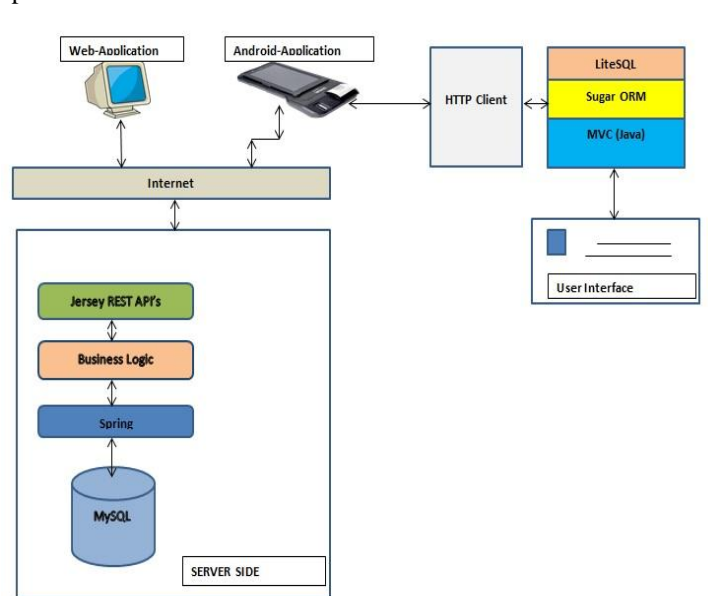 Web-Application
Android-Application
HTTP Client
LiteSQL
Sugar ORM
MVC (Java)
Internet
User Interface
Jersey REST API's
Business Logic
Spring
MySQL
SERVER SIDE